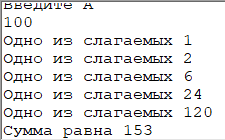 Введите A
100
Одно из слагаемых 1
Одно из слагаемых 2
Одно из слагаемых 6
Одно из слагаемых 24
Одно из слагаемых 120
Сумма равна 153